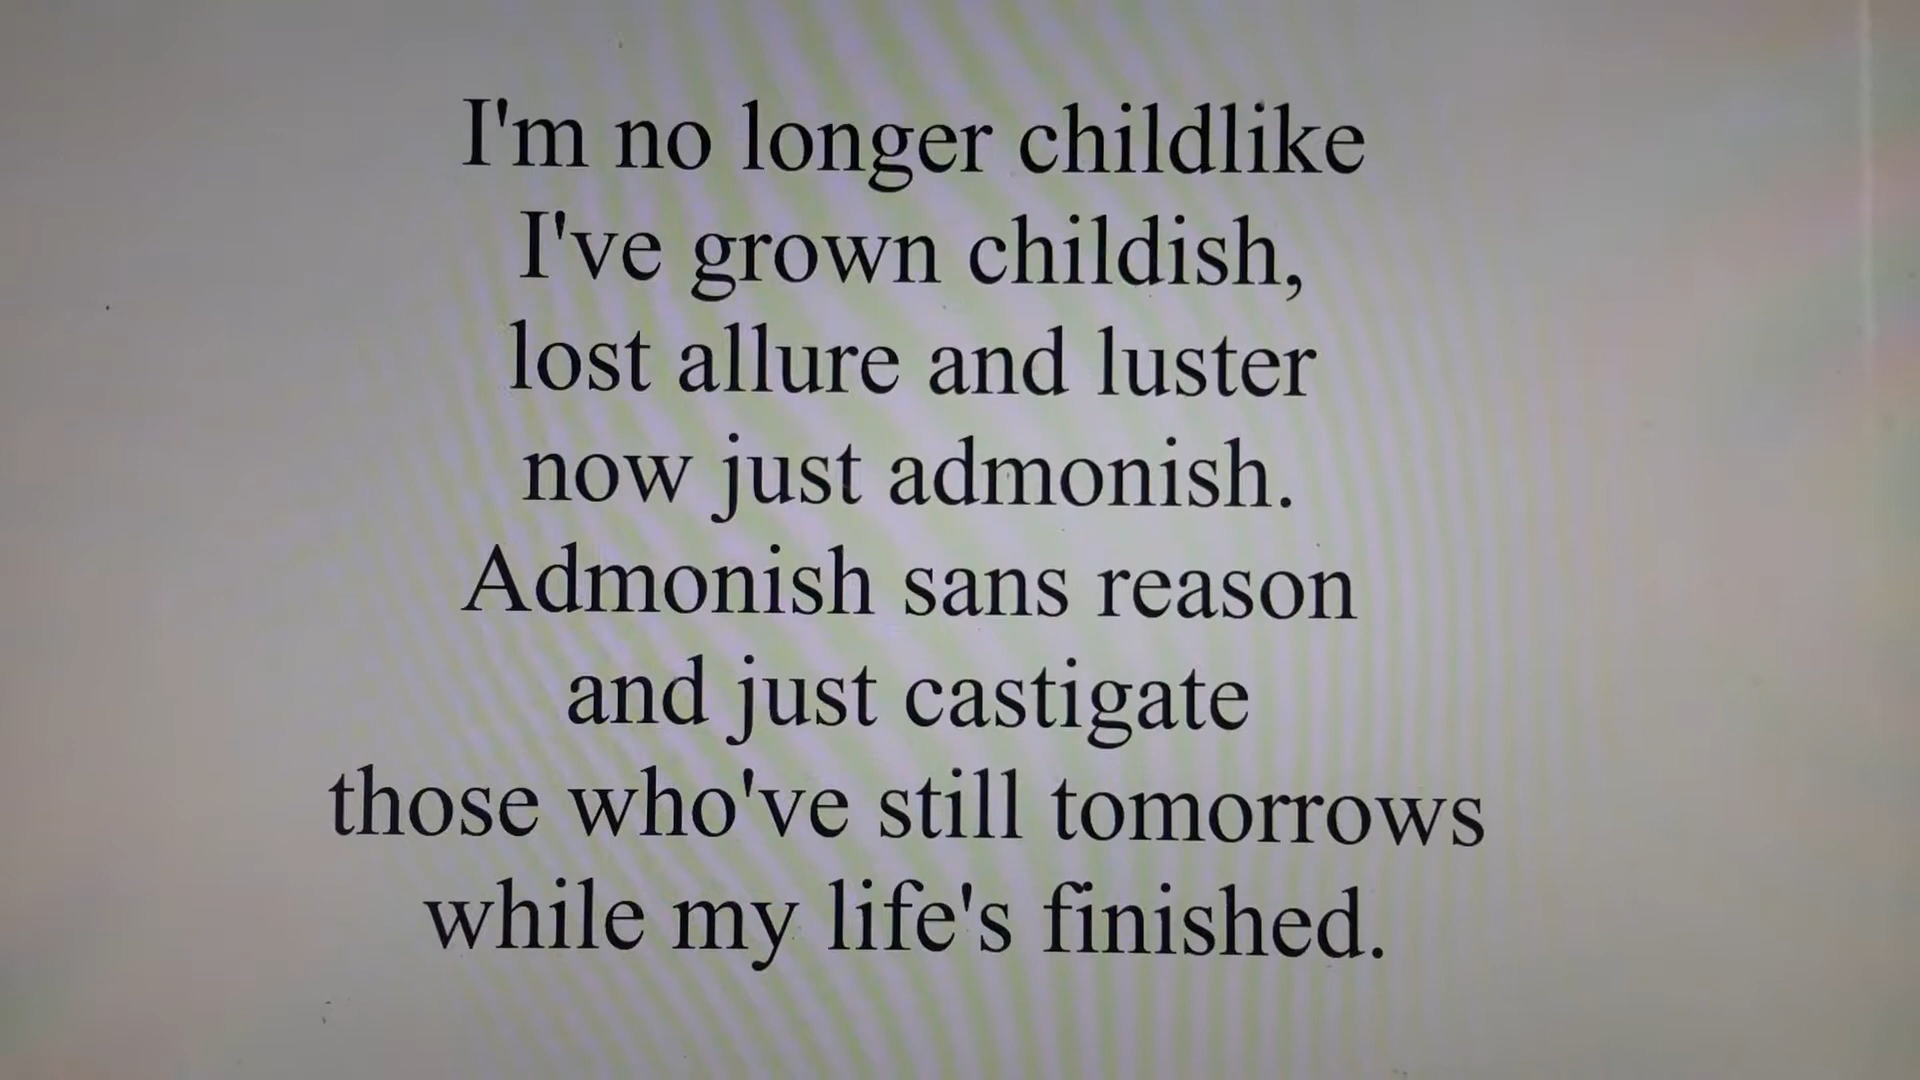 I'm no longer childlike
I've grown childish,
lost allure and luster
now just admonish.
Admonish sans reason
and just castigate
those who've still tomorrows
while my life's finished.